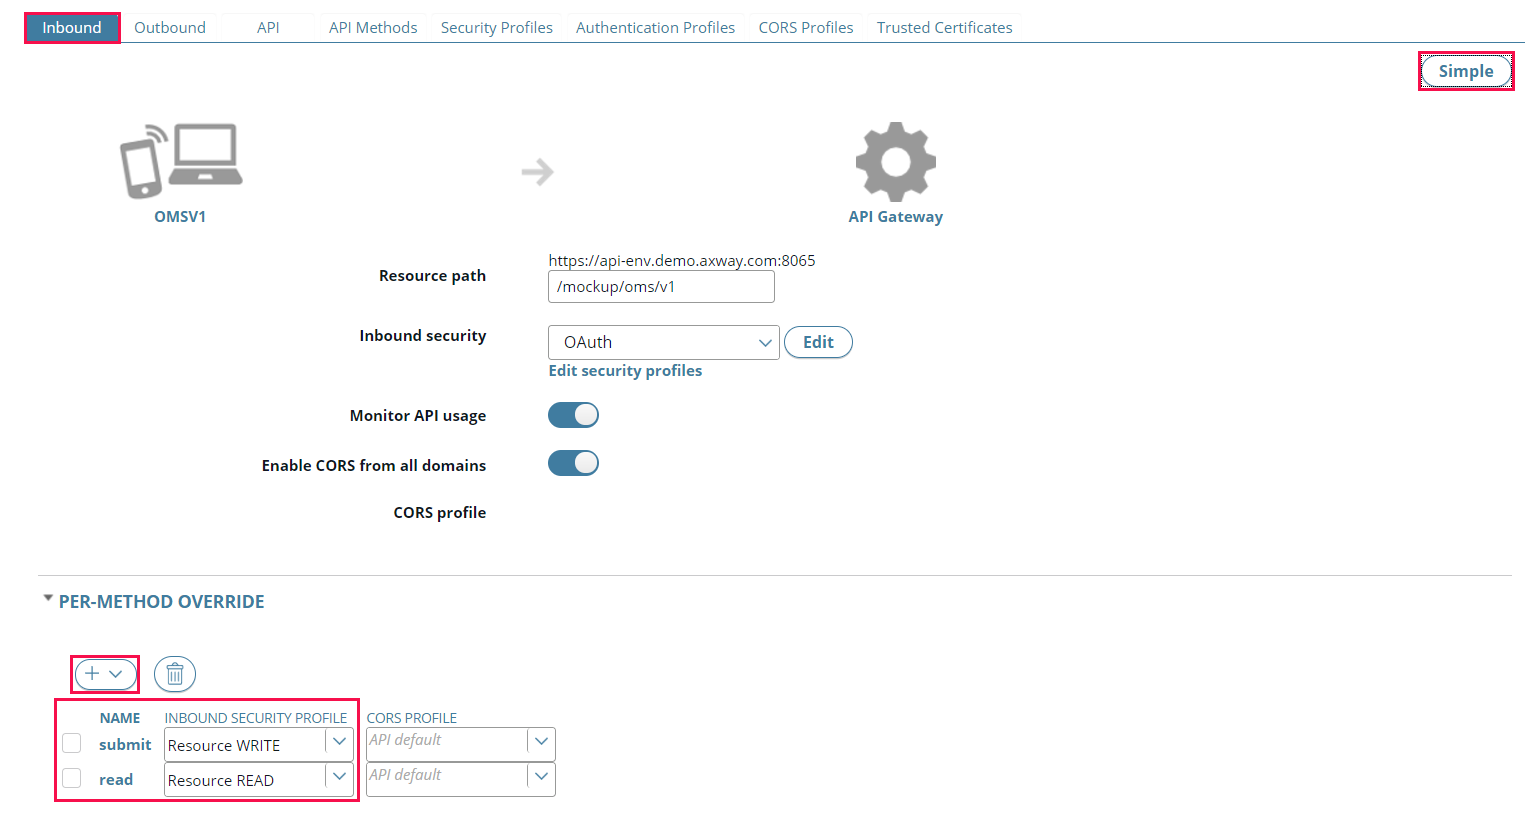 Inbound Outbound API API Methods Security Profiles Authentication Profiles CORS Profiles Trusted Certificates
Simple
OMSV1 API Gateway
https://api-env.demo.axway.com:8065
Resource path /mockup/oms/v1
Inbound security OAuth Edit
Edit security profiles
Monitor API usage
Enable CORS from all domains
CORS profile
PER-METHOD OVERRIDE
NAME INBOUND SECURITY PROFILE CORS PROFILE
submit Resource WRITE API default
read Resource READ API default